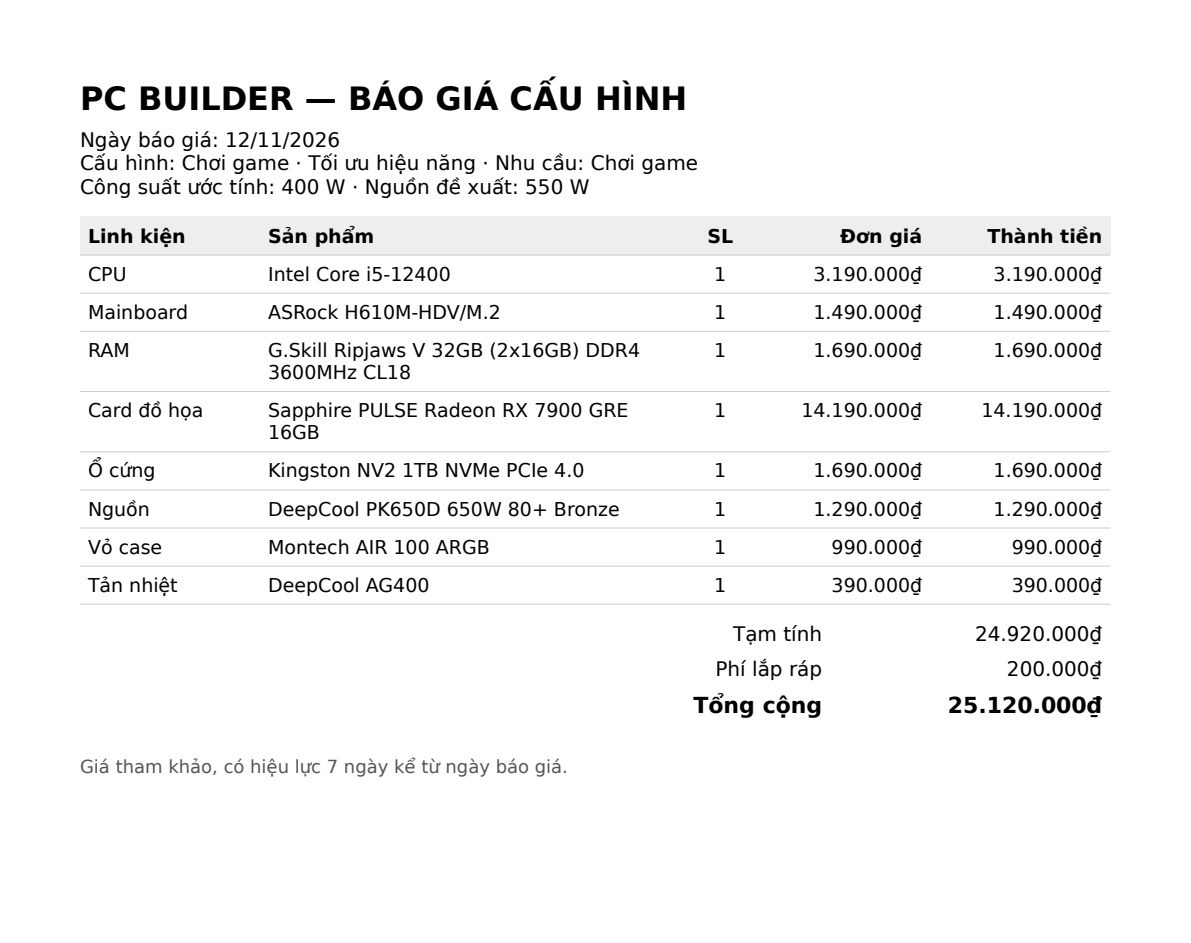 PC BUILDER — BÁO GIÁ CẤU HÌNH
Ngày báo giá: 12/11/2026
Cấu hình: Chơi game · Tối ưu hiệu năng · Nhu cầu: Chơi game
Công suất ước tính: 400 W · Nguồn đề xuất: 550 W
Linh kiện Sản phẩm SL Đơn giá Thành tiền
CPU Intel Core i5-12400 1 3.190.000₫ 3.190.000₫
Mainboard ASRock H610M-HDV/M.2 1 1.490.000₫ 1.490.000₫
RAM G.Skill Ripjaws V 32GB (2x16GB) DDR4 1 1.690.000₫ 1.690.000₫
3600MHz CL18
Card đồ họa Sapphire PULSE Radeon RX 7900 GRE 1 14.190.000₫ 14.190.000₫
16GB
Ổ cứng Kingston NV2 1TB NVMe PCIe 4.0 1 1.690.000₫ 1.690.000₫
Nguồn DeepCool PK650D 650W 80+ Bronze 1 1.290.000₫ 1.290.000₫
Vỏ case Montech AIR 100 ARGB 1 990.000₫ 990.000₫
Tản nhiệt DeepCool AG400 1 390.000₫ 390.000₫
Tạm tính 24.920.000₫
Phí lắp ráp 200.000₫
Tổng cộng 25.120.000₫
Giá tham khảo, có hiệu lực 7 ngày kể từ ngày báo giá.